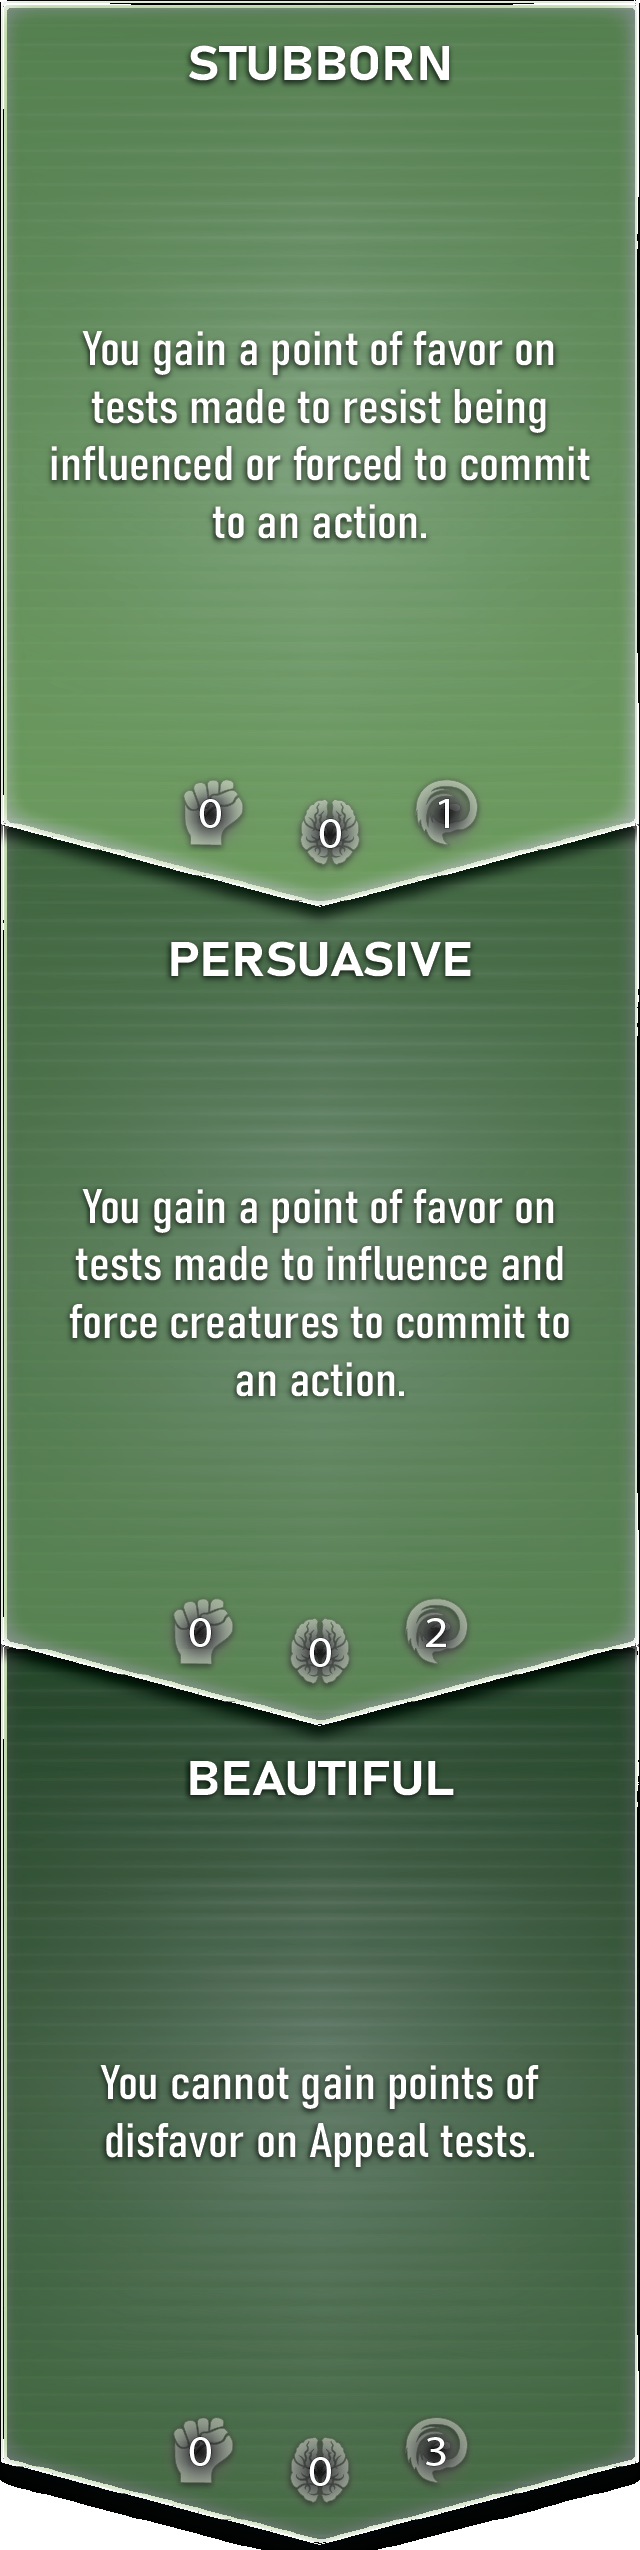 STUBBORN
You gain a point of favor on
tests made to resist being
influenced or forced to commit
to an action.
0 0 1
PERSUASIVE
You gain a point of favor on
tests made to influence and
force creatures to commit to
an action.
0 0 2
BEAUTIFUL
You cannot gain points of
disfavor on Appeal tests.
0 0 3